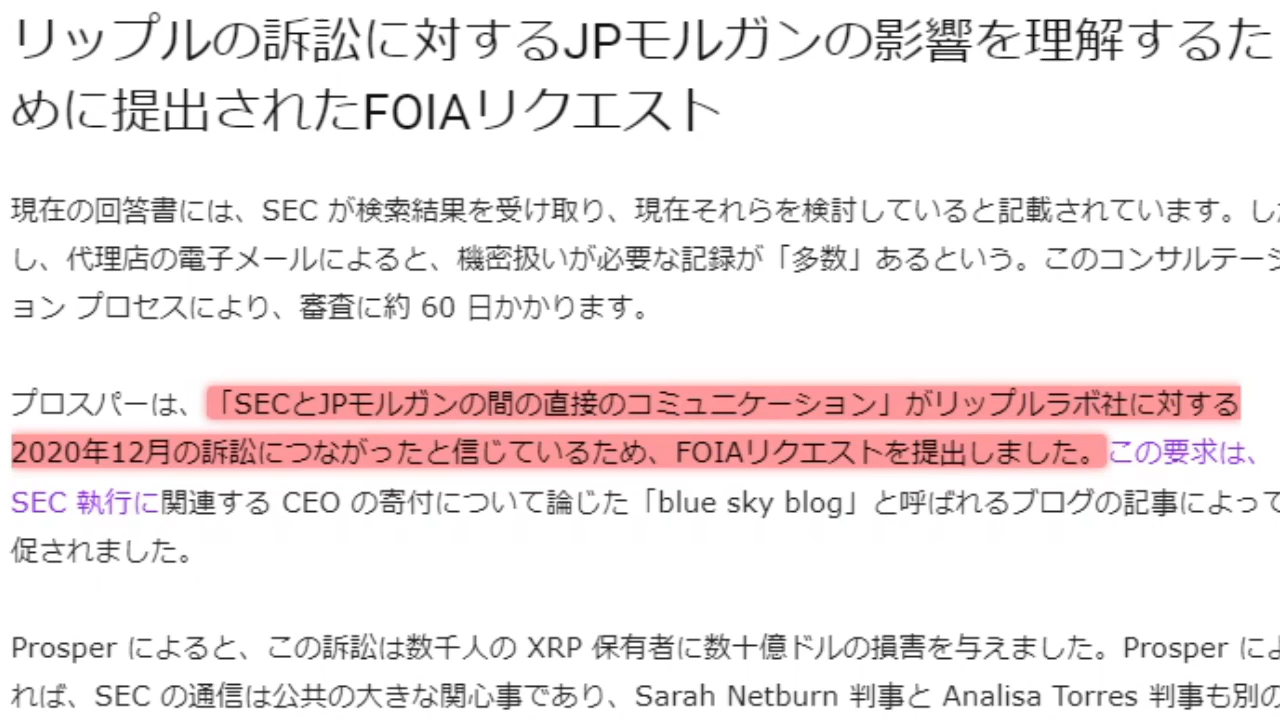 リップルの訴訟に対するJPモルガンの影響を理解するた
めに提出されたFOIAリクエスト
現在の回答書には、SEC が検索結果を受け取り、現在それらを検討していると記載されています。し
し、代理店の電子メールによると、機密扱いが必要な記録が「多数」あるという。このコンサルテーシ
ョン プロセスにより、審査に約 60 日かかります。
プロスパーは、「SECとJPモルガンの間の直接のコミュニケーション」がリップルラボ社に対する
2020年12月の訴訟につながったと信じているため、FOIAリクエストを提出しました。この要求は、
SEC 執行に関連する CEO の寄付について論じた「blue sky blog」と呼ばれるブログの記事によって
促されました。
Prosper によると、この訴訟は数千人の XRP 保有者に数十億ドルの損害を与えました。Prosper によ
れば、SEC の通信は公共の大きな関心事であり、Sarah Netburn 判事と Analisa Torres 判事も別の